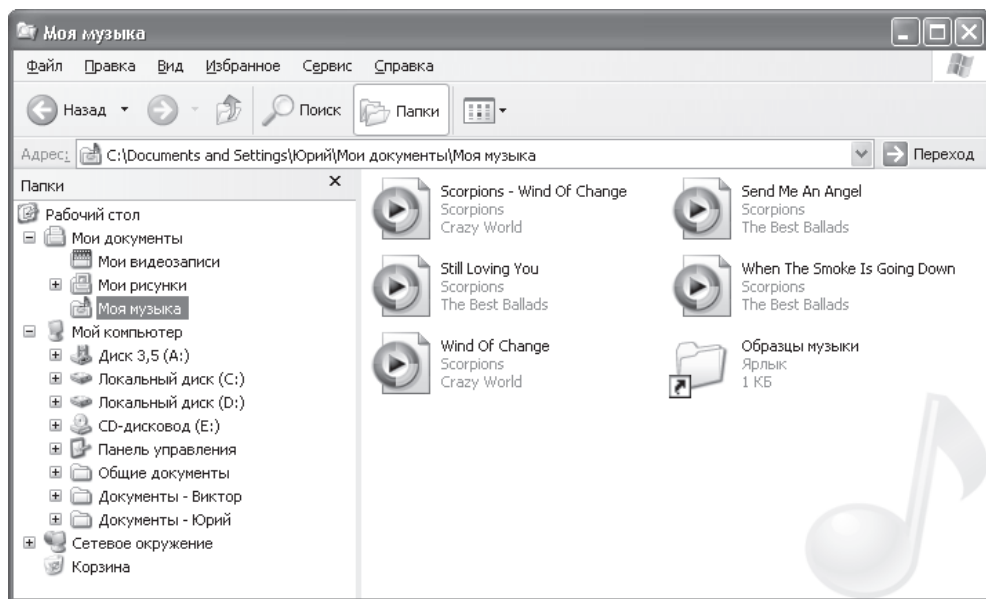 Моя музыка
Файл Правка Вид Избранное Сервис Справка
Назад Поиск Папки
Адрес: C:\Documents and Settings\Юрий\Мои документы\Моя музыка Переход
Папки
Рабочий стол
Мои документы
Мои видеозаписи
Мои рисунки
Моя музыка
Мой компьютер
Диск 3,5 (A:)
Локальный диск (C:)
Локальный диск (D:)
CD-дисковод (E:)
Панель управления
Общие документы
Документы - Виктор
Документы - Юрий
Сетевое окружение
Корзина
Scorpions - Wind Of Change
Scorpions
Crazy World
Send Me An Angel
Scorpions
The Best Ballads
Still Loving You
Scorpions
The Best Ballads
When The Smoke Is Going Down
Scorpions
The Best Ballads
Wind Of Change
Scorpions
Crazy World
Образцы музыки
Ярлык
1 КБ